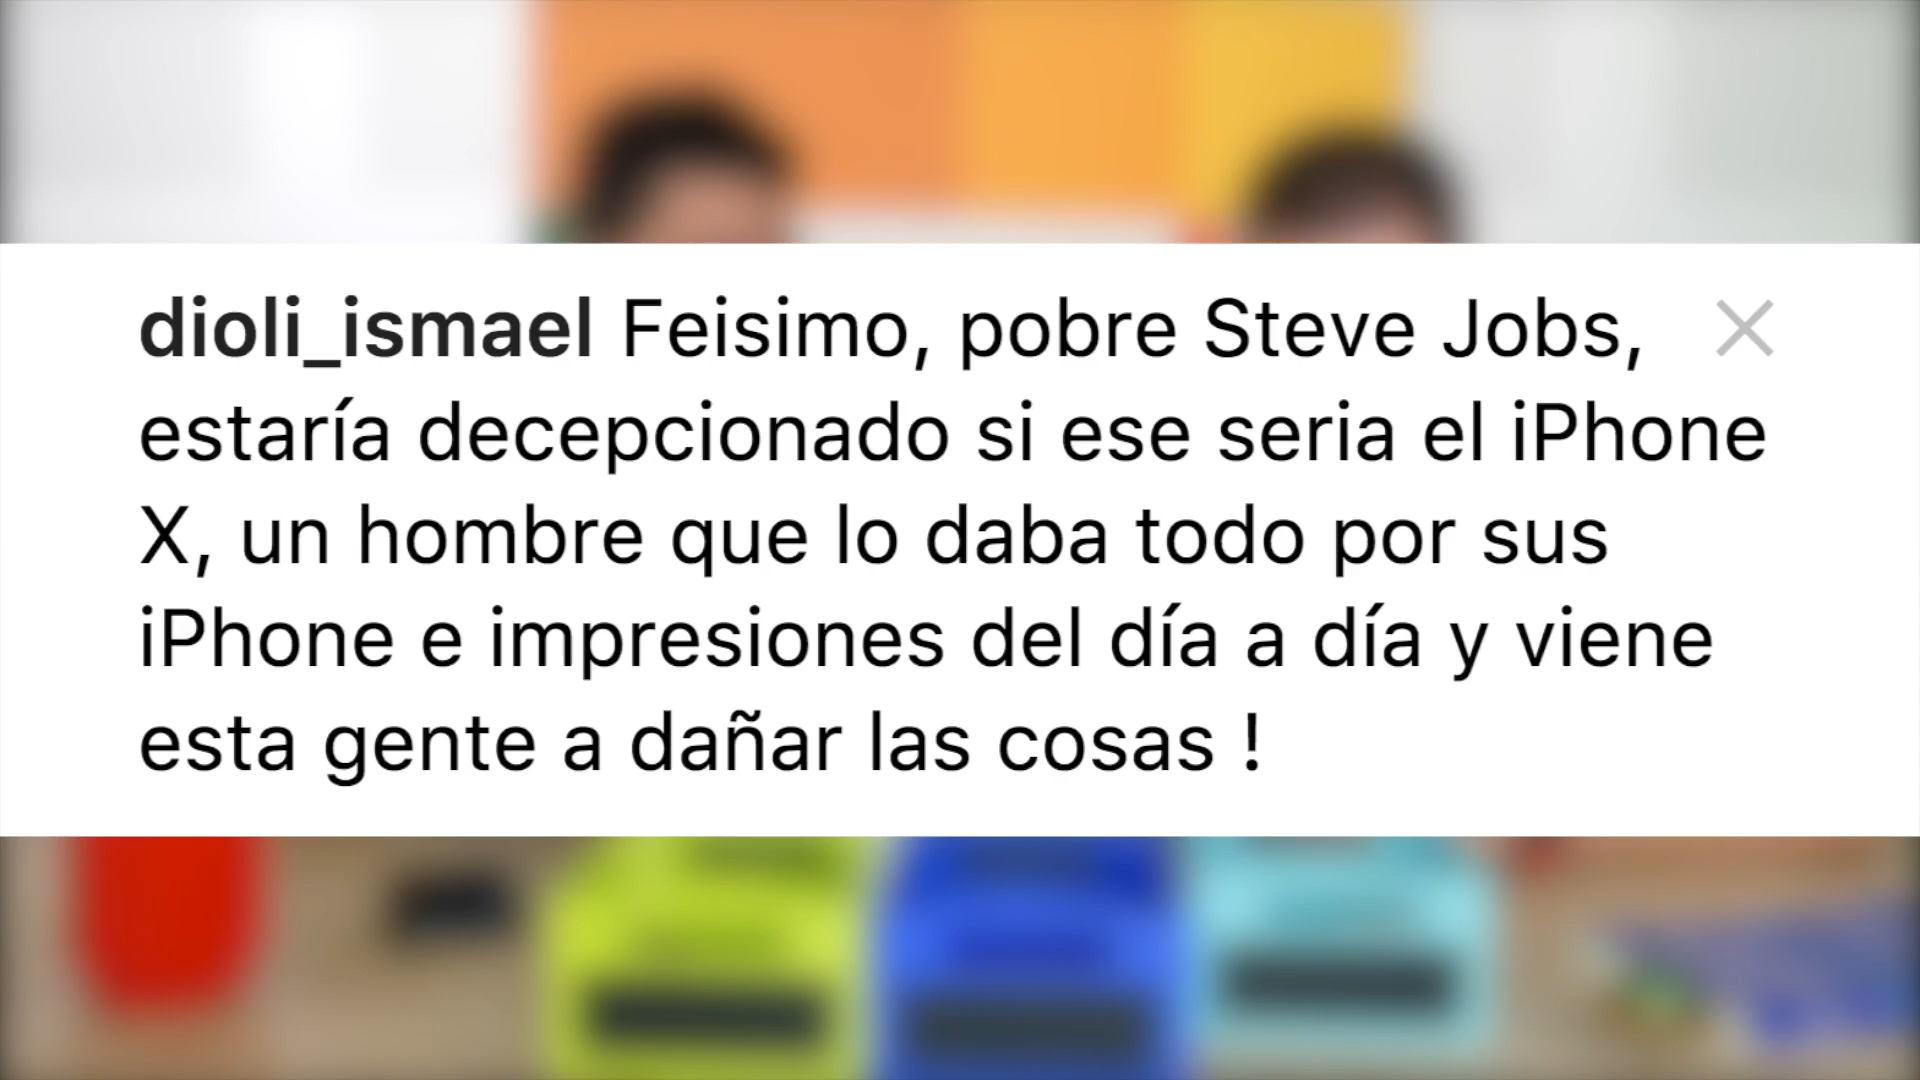 dioli_ismael Feisimo, pobre Steve Jobs,
estaría decepcionado si ese seria el iPhone
X, un hombre que lo daba todo por sus
iPhone e impresiones del día a día y viene
esta gente a dañar las cosas !